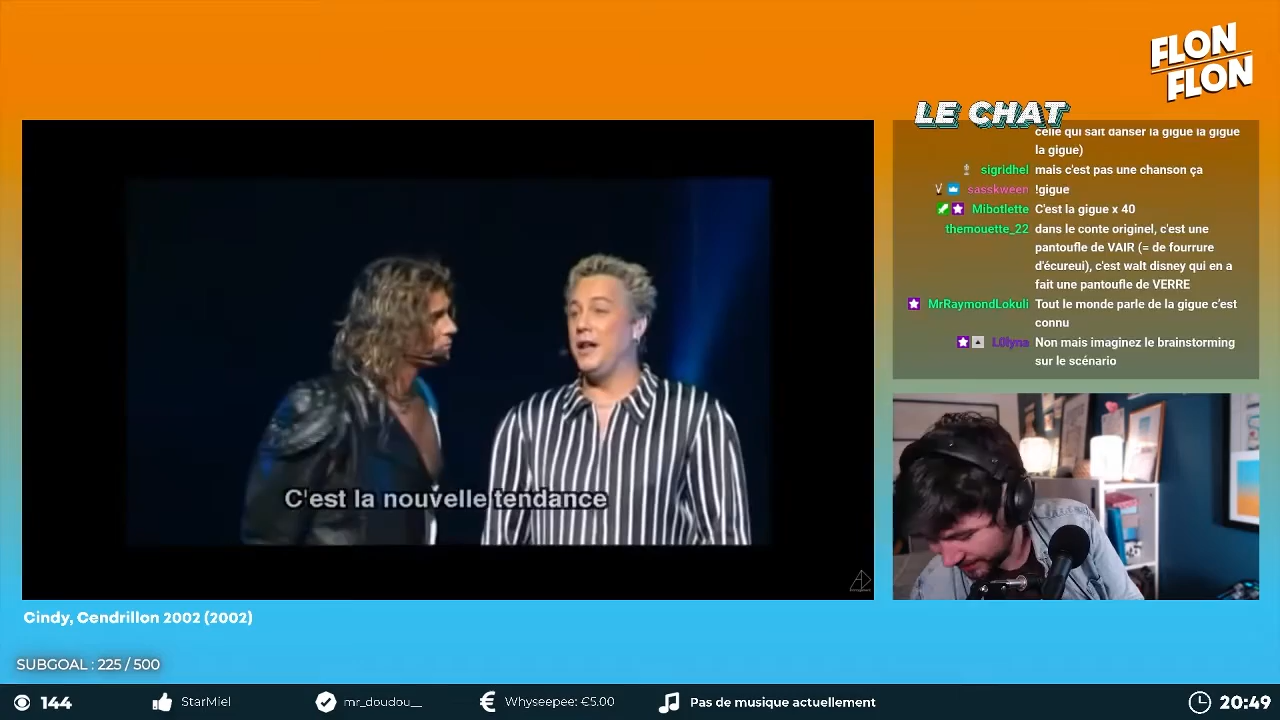 FLON
FLON
LE CHAT
celle qui sait danser la gigue la gigue
la gigue)
sigridhel mais c'est pas une chanson ça
sasskween !gigue
Mibotlette C'est la gigue x 40
themouette_22 dans le conte originel, c'est une
pantoufle de VAIR (= de fourrure
d'écureui), c'est walt disney qui en a
fait une pantoufle de VERRE
MrRaymondLokuli Tout le monde parle de la gigue c'est
connu
L0lyna Non mais imaginez le brainstorming
sur le scénario
C'est la nouvelle tendance
Cindy, Cendrillon 2002 (2002)
SUBGOAL : 225 / 500
144
StarMiel
mr_doudou__
Whyseepee: €5.00
Pas de musique actuellement
20:49